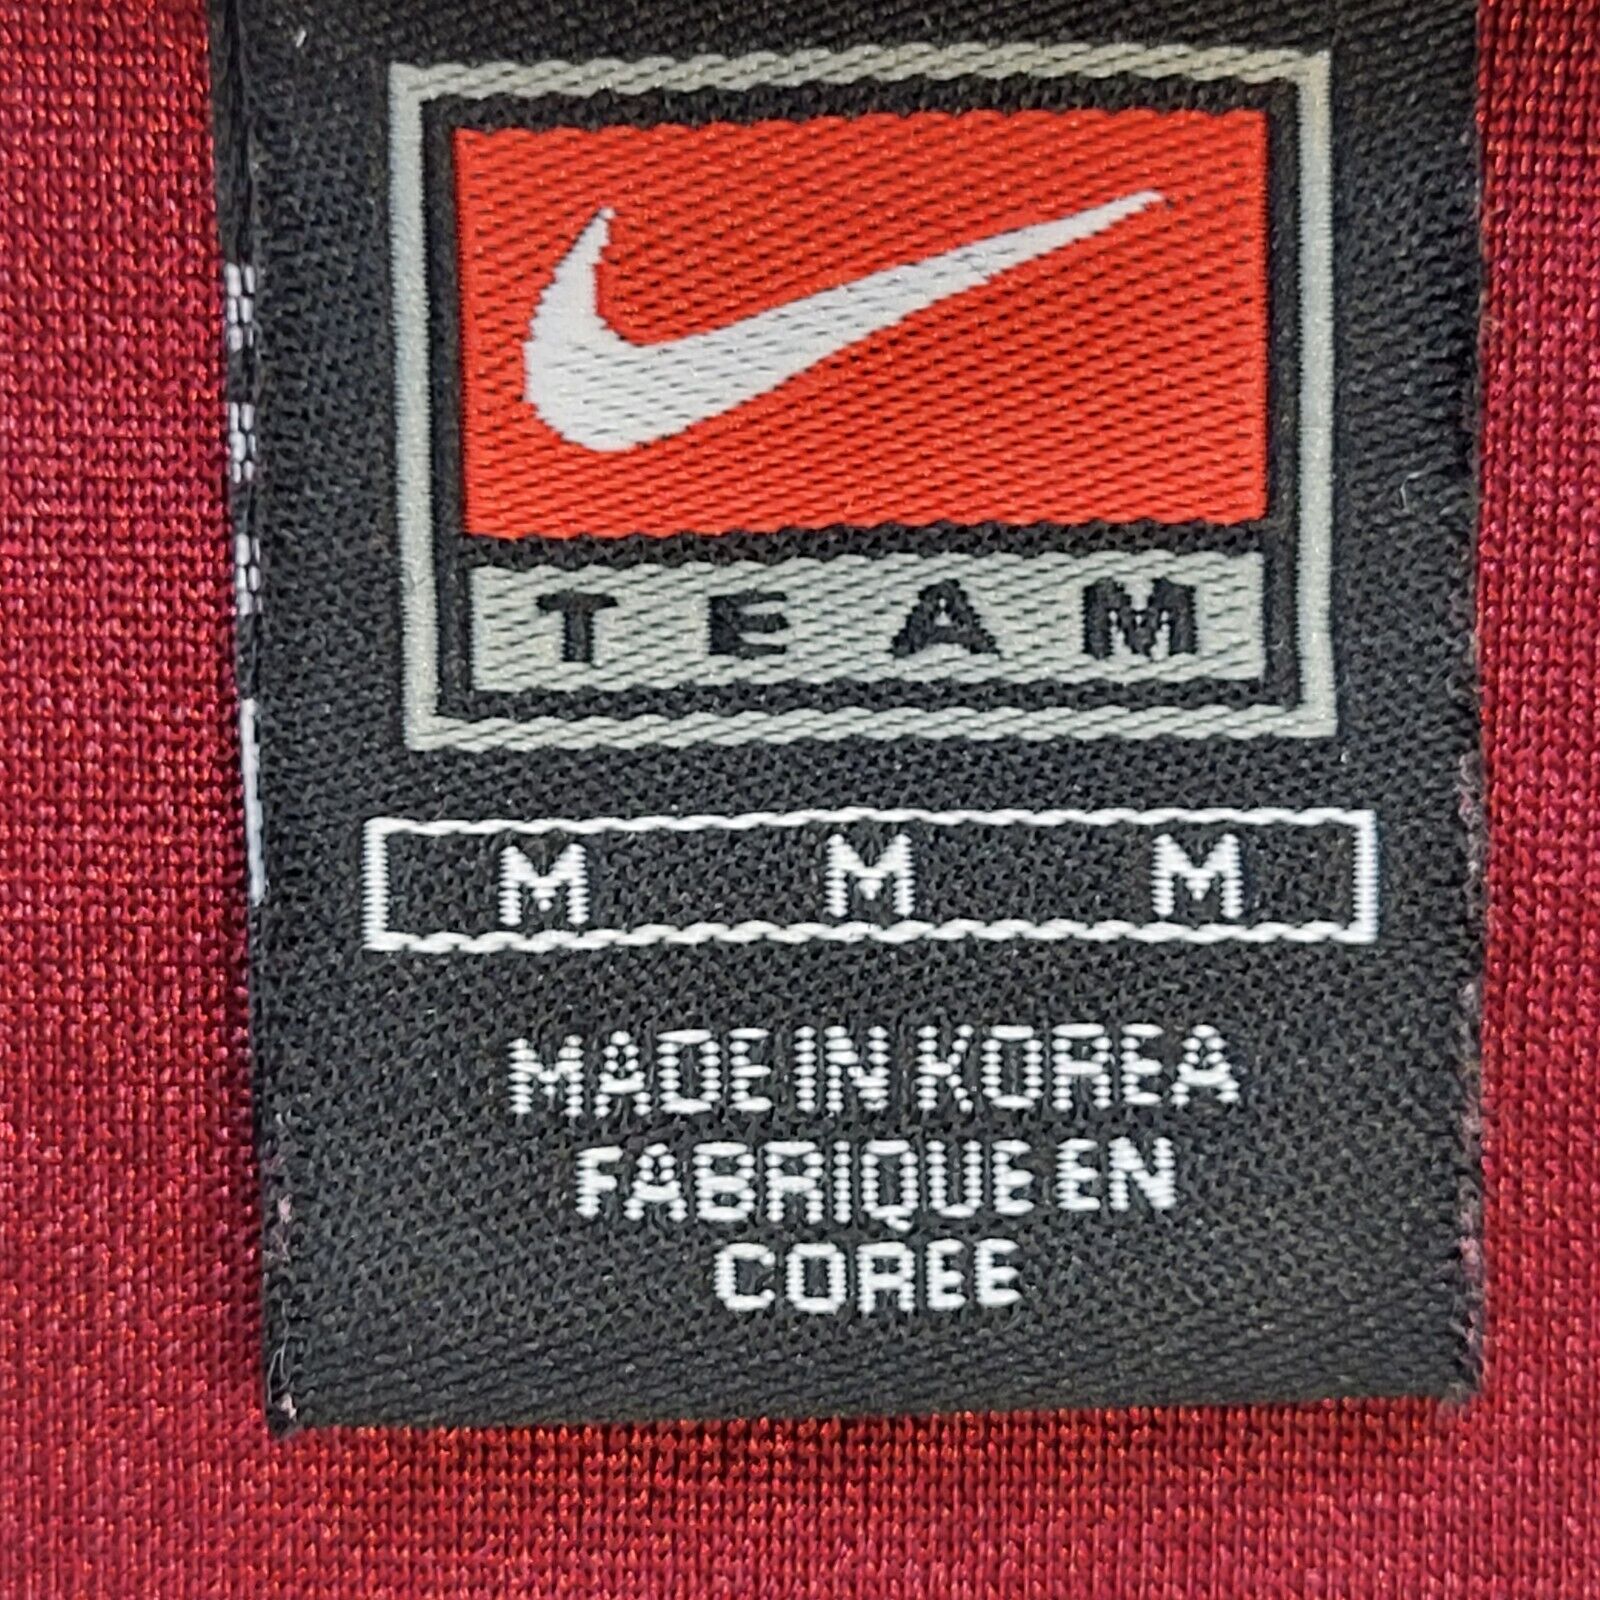 TEAM
M M M
MADE IN KOREA
FABRIQUE EN
COREE